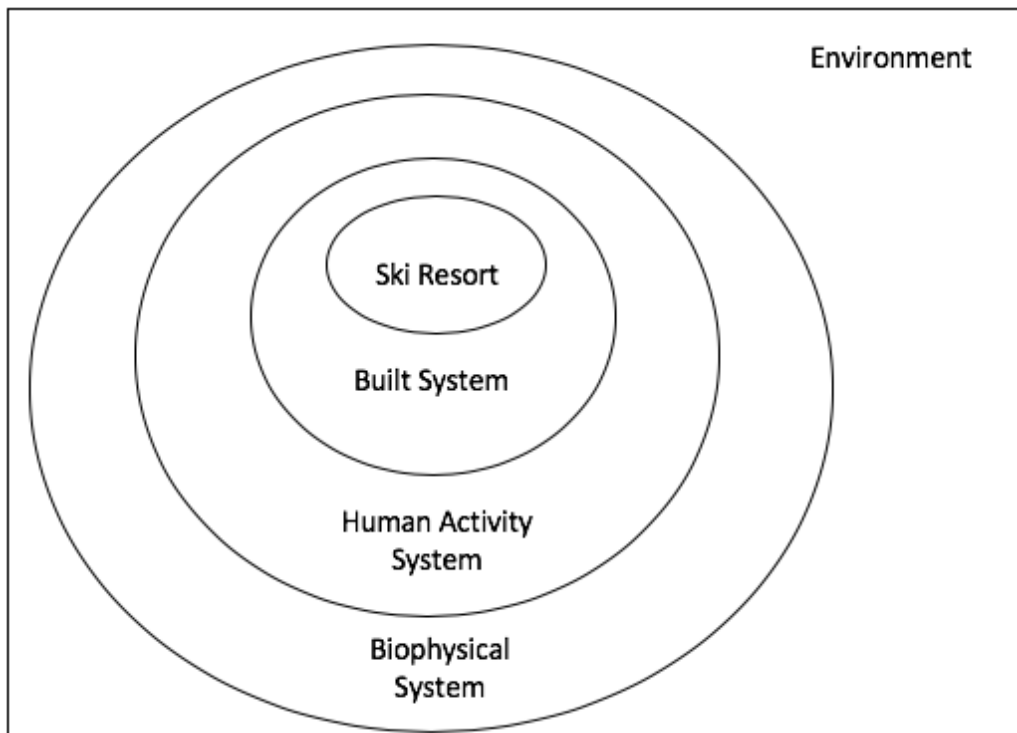 Environment
Ski Resort
Built System
Human Activity
System
Biophysical
System